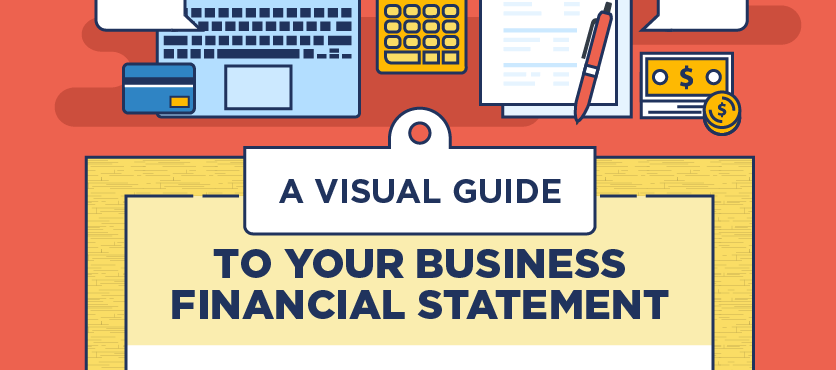 $
$
A VISUAL GUIDE
TO YOUR BUSINESS
FINANCIAL STATEMENT